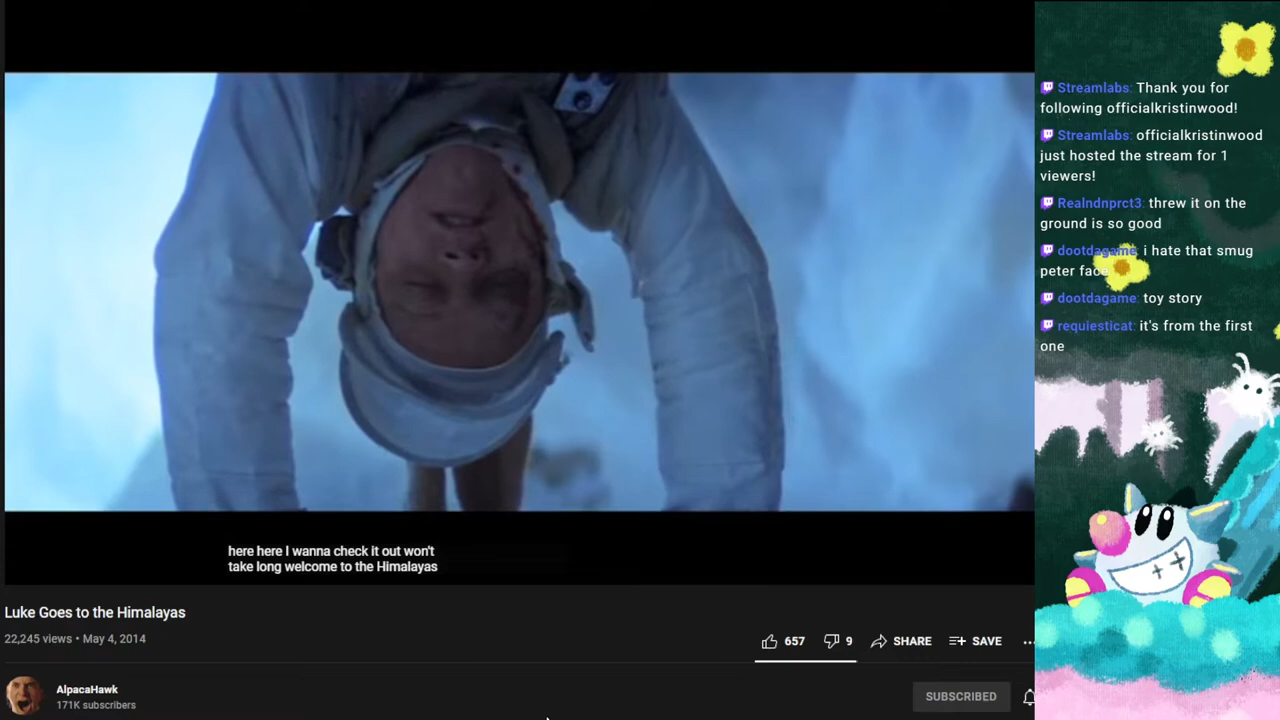 Streamlabs: Thank you for
following officialkristinwood!
Streamlabs: officialkristinwood
just hosted the stream for 1
viewers!
Realndnprct3: threw it on the
ground is so good
dootdagame: i hate that smug
peter face
dootdagame: toy story
requiesticat: it's from the first
one
here here I wanna check it out won't
take long welcome to the Himalayas
Luke Goes to the Himalayas
22,245 views • May 4, 2014
657
9
SHARE
SAVE
AlpacaHawk
171K subscribers
SUBSCRIBED